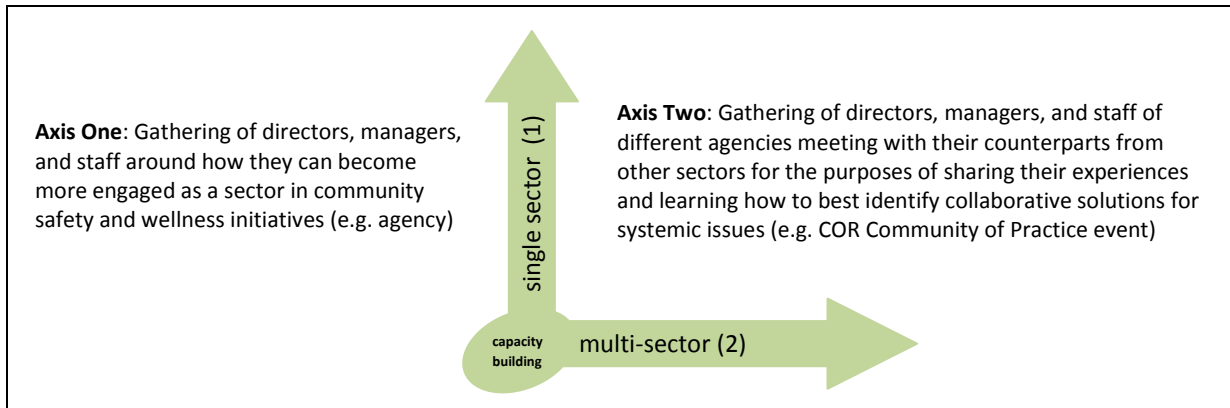 Axis One: Gathering of directors, managers,
and staff around how they can become
more engaged as a sector in community
safety and wellness initiatives (e.g. agency)
single sector (1)
Axis Two: Gathering of directors, managers, and staff of
different agencies meeting with their counterparts from
other sectors for the purposes of sharing their experiences
and learning how to best identify collaborative solutions for
systemic issues (e.g. COR Community of Practice event)
capacity
building
multi-sector (2)